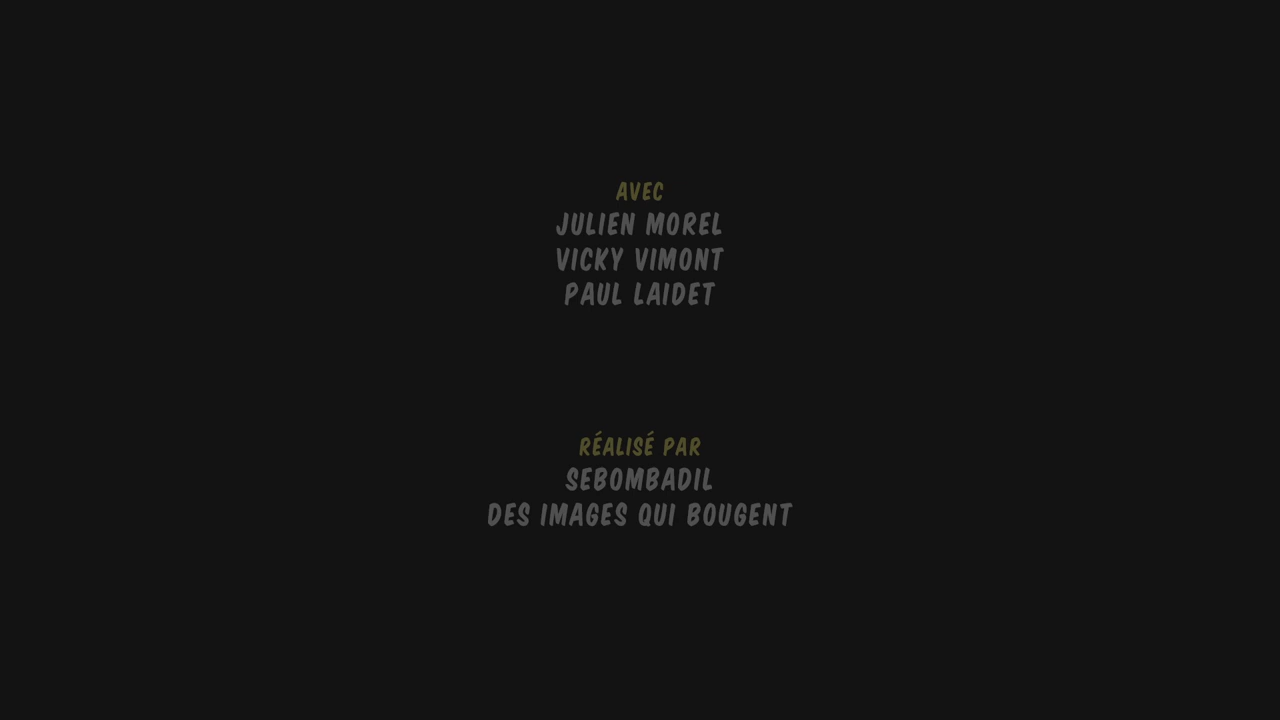 AVEC
JULIEN MOREL
VICKY VIMONT
PAUL LAIDET
RÉALISÉ PAR
SEBOMBADIL
DES IMAGES QUI BOUGENT